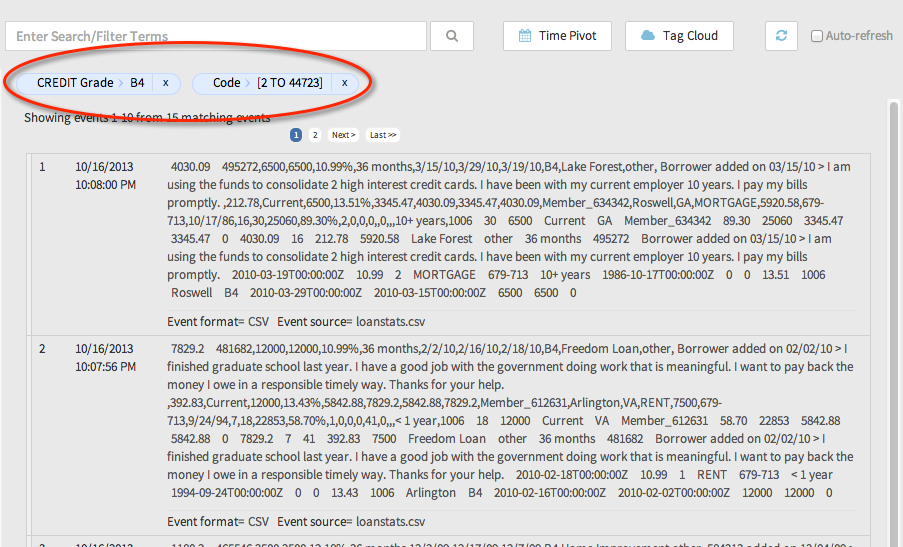 Enter Search/Filter Terms
Time Pivot
Tag Cloud
Auto-refresh
CREDIT Grade > B4 x
Code > [2 TO 44723] x
Showing events 1-10 from 15 matching events
1 2 Next > Last >>
1 10/16/2013 4030.09 495272,6500,6500,10.99%,36 months,3/15/10,3/29/10,3/19/10,B4,Lake Forest,other, Borrower added on 03/15/10 > I am
10:08:00 PM using the funds to consolidate 2 high interest credit cards. I have been with my current employer 10 years. I pay my bills
promptly. ,212.78,Current,6500,13.51%,3345.47,4030.09,3345.47,4030.09,Member_634342,Roswell,GA,MORTGAGE,5920.58,679-
713,10/17/86,16,30,25060,89.30%,2,0,0,,0,,,10+ years,1006 30 6500 Current GA Member_634342 89.30 25060 3345.47
3345.47 0 4030.09 16 212.78 5920.58 Lake Forest other 36 months 495272 Borrower added on 03/15/10 > I am
using the funds to consolidate 2 high interest credit cards. I have been with my current employer 10 years. I pay my bills
promptly. 2010-03-19T00:00:00Z 10.99 2 MORTGAGE 679-713 10+ years 1986-10-17T00:00:00Z 0 0 13.51 1006
Roswell B4 2010-03-29T00:00:00Z 2010-03-15T00:00:00Z 6500 6500 0
Event format= CSV Event source= loanstats.csv
2 10/16/2013 7829.2 481682,12000,12000,10.99%,36 months,2/2/10,2/16/10,2/18/10,B4,Freedom Loan,other, Borrower added on 02/02/10 > I
10:07:56 PM finished graduate school last year. I have a good job with the government doing work that is meaningful. I want to pay back the
money I owe in a responsible timely way. Thanks for your help.
,392.83,Current,12000,13.43%,5842.88,7829.2,5842.88,7829.2,Member_612631,Arlington,VA,RENT,7500,679-
713,9/24/94,7,18,22853,58.70%,1,0,0,0,41,0,,,< 1 year,1006 18 12000 Current VA Member_612631 58.70 22853 5842.88
5842.88 0 7829.2 7 41 392.83 7500 Freedom Loan other 36 months 481682 Borrower added on 02/02/10 > I
finished graduate school last year. I have a good job with the government doing work that is meaningful. I want to pay back the
money I owe in a responsible timely way. Thanks for your help. 2010-02-18T00:00:00Z 10.99 1 RENT 679-713 < 1 year
1994-09-24T00:00:00Z 0 0 13.43 1006 Arlington B4 2010-02-16T00:00:00Z 2010-02-02T00:00:00Z 12000 12000 0
Event format= CSV Event source= loanstats.csv